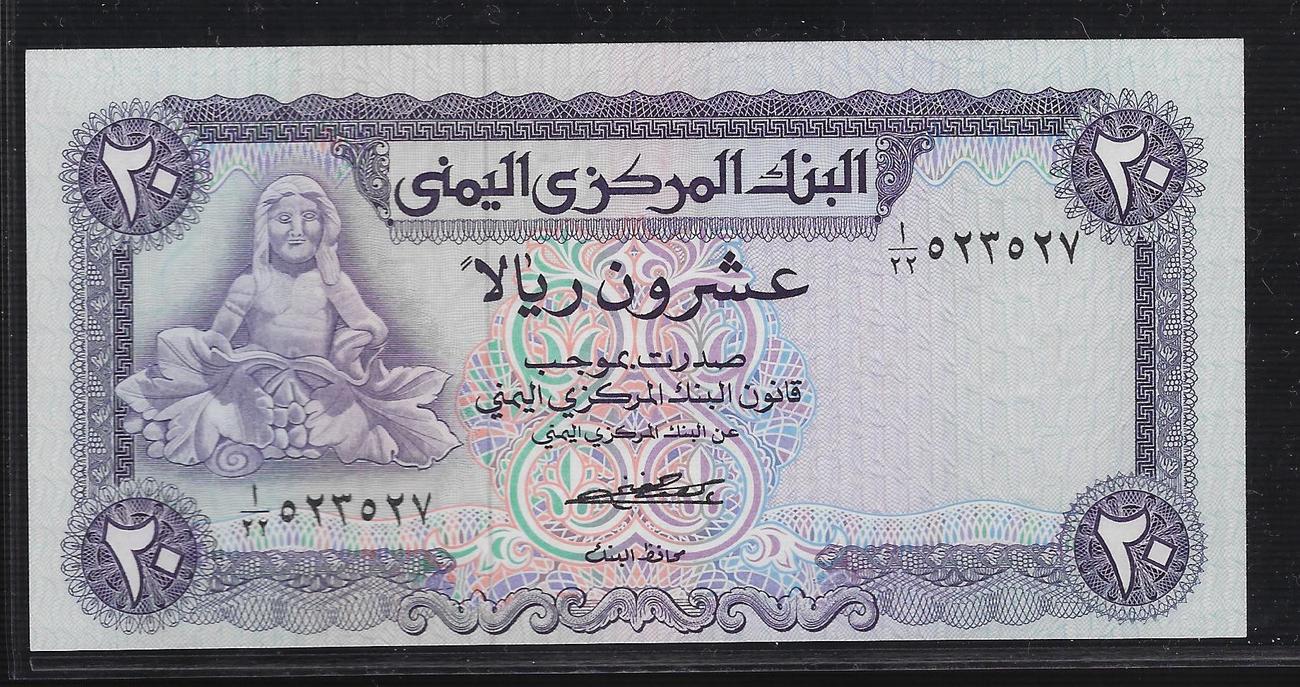 ٢٠ ٢٠
البنك المركزي اليمني
١/٢٢ ٥٢٣٥٢٧
عشرون ريالاً
صدرت بموجب
قانون البنك المركزي اليمني
عن البنك المركزي اليمني
١/٢٢ ٥٢٣٥٢٧
محافظ البنك
٢٠ ٢٠